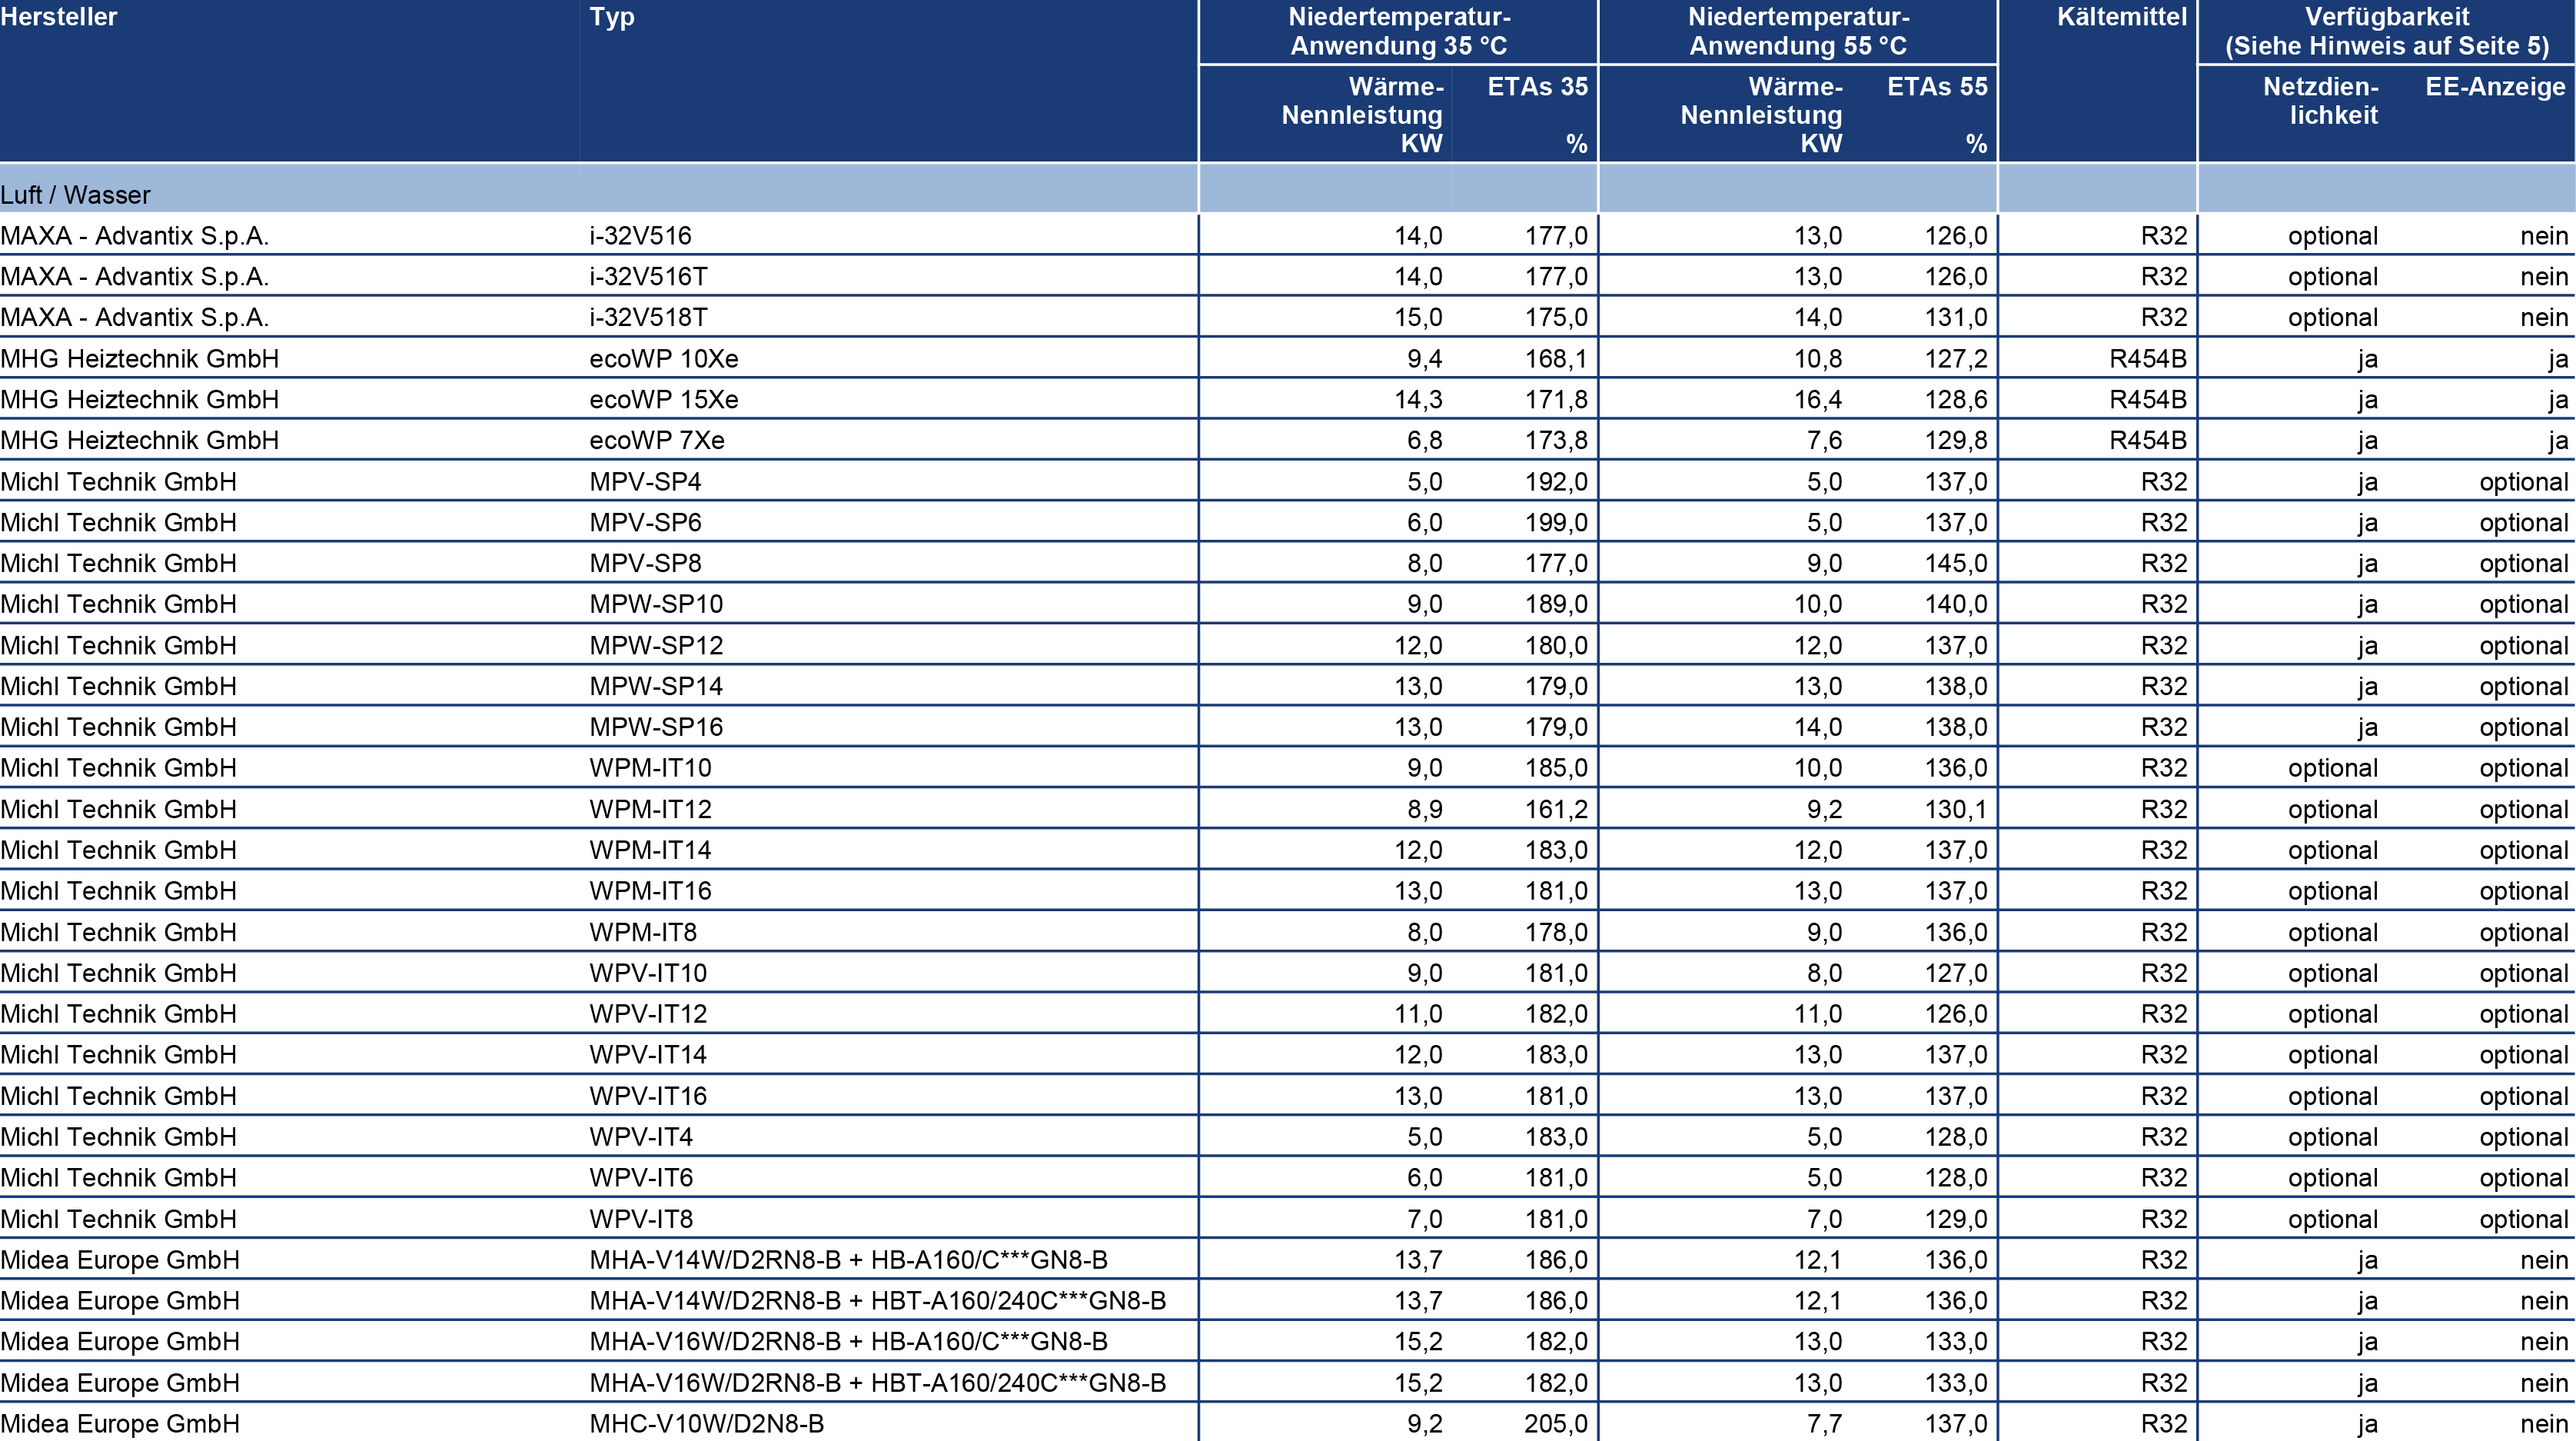 Hersteller Typ Niedertemperatur- Niedertemperatur- Kältemittel Verfügbarkeit
Anwendung 35 °C Anwendung 55 °C (Siehe Hinweis auf Seite 5)
Wärme- ETAs 35 Wärme- ETAs 55 Netzdien- EE-Anzeige
Nennleistung Nennleistung lichkeit
KW % KW %
Luft / Wasser
MAXA - Advantix S.p.A. i-32V516 14,0 177,0 13,0 126,0 R32 optional nein
MAXA - Advantix S.p.A. i-32V516T 14,0 177,0 13,0 126,0 R32 optional nein
MAXA - Advantix S.p.A. i-32V518T 15,0 175,0 14,0 131,0 R32 optional nein
MHG Heiztechnik GmbH ecoWP 10Xe 9,4 168,1 10,8 127,2 R454B ja ja
MHG Heiztechnik GmbH ecoWP 15Xe 14,3 171,8 16,4 128,6 R454B ja ja
MHG Heiztechnik GmbH ecoWP 7Xe 6,8 173,8 7,6 129,8 R454B ja ja
Michl Technik GmbH MPV-SP4 5,0 192,0 5,0 137,0 R32 ja optional
Michl Technik GmbH MPV-SP6 6,0 199,0 5,0 137,0 R32 ja optional
Michl Technik GmbH MPV-SP8 8,0 177,0 9,0 145,0 R32 ja optional
Michl Technik GmbH MPW-SP10 9,0 189,0 10,0 140,0 R32 ja optional
Michl Technik GmbH MPW-SP12 12,0 180,0 12,0 137,0 R32 ja optional
Michl Technik GmbH MPW-SP14 13,0 179,0 13,0 138,0 R32 ja optional
Michl Technik GmbH MPW-SP16 13,0 179,0 14,0 138,0 R32 ja optional
Michl Technik GmbH WPM-IT10 9,0 185,0 10,0 136,0 R32 optional optional
Michl Technik GmbH WPM-IT12 8,9 161,2 9,2 130,1 R32 optional optional
Michl Technik GmbH WPM-IT14 12,0 183,0 12,0 137,0 R32 optional optional
Michl Technik GmbH WPM-IT16 13,0 181,0 13,0 137,0 R32 optional optional
Michl Technik GmbH WPM-IT8 8,0 178,0 9,0 136,0 R32 optional optional
Michl Technik GmbH WPV-IT10 9,0 181,0 8,0 127,0 R32 optional optional
Michl Technik GmbH WPV-IT12 11,0 182,0 11,0 126,0 R32 optional optional
Michl Technik GmbH WPV-IT14 12,0 183,0 13,0 137,0 R32 optional optional
Michl Technik GmbH WPV-IT16 13,0 181,0 13,0 137,0 R32 optional optional
Michl Technik GmbH WPV-IT4 5,0 183,0 5,0 128,0 R32 optional optional
Michl Technik GmbH WPV-IT6 6,0 181,0 5,0 128,0 R32 optional optional
Michl Technik GmbH WPV-IT8 7,0 181,0 7,0 129,0 R32 optional optional
Midea Europe GmbH MHA-V14W/D2RN8-B + HB-A160/C***GN8-B 13,7 186,0 12,1 136,0 R32 ja nein
Midea Europe GmbH MHA-V14W/D2RN8-B + HBT-A160/240C***GN8-B 13,7 186,0 12,1 136,0 R32 ja nein
Midea Europe GmbH MHA-V16W/D2RN8-B + HB-A160/C***GN8-B 15,2 182,0 13,0 133,0 R32 ja nein
Midea Europe GmbH MHA-V16W/D2RN8-B + HBT-A160/240C***GN8-B 15,2 182,0 13,0 133,0 R32 ja nein
Midea Europe GmbH MHC-V10W/D2N8-B 9,2 205,0 7,7 137,0 R32 ja nein